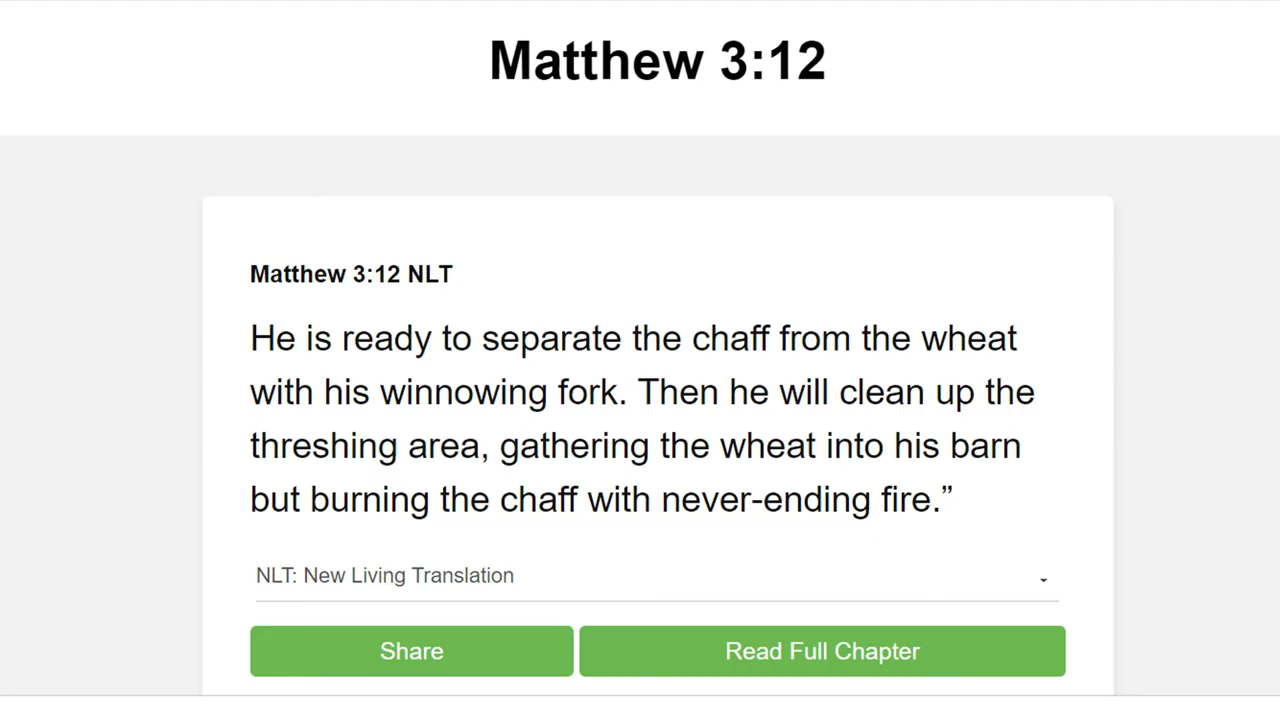 Matthew 3:12
Matthew 3:12 NLT
He is ready to separate the chaff from the wheat
with his winnowing fork. Then he will clean up the
threshing area, gathering the wheat into his barn
but burning the chaff with never-ending fire.”
NLT: New Living Translation
Share
Read Full Chapter